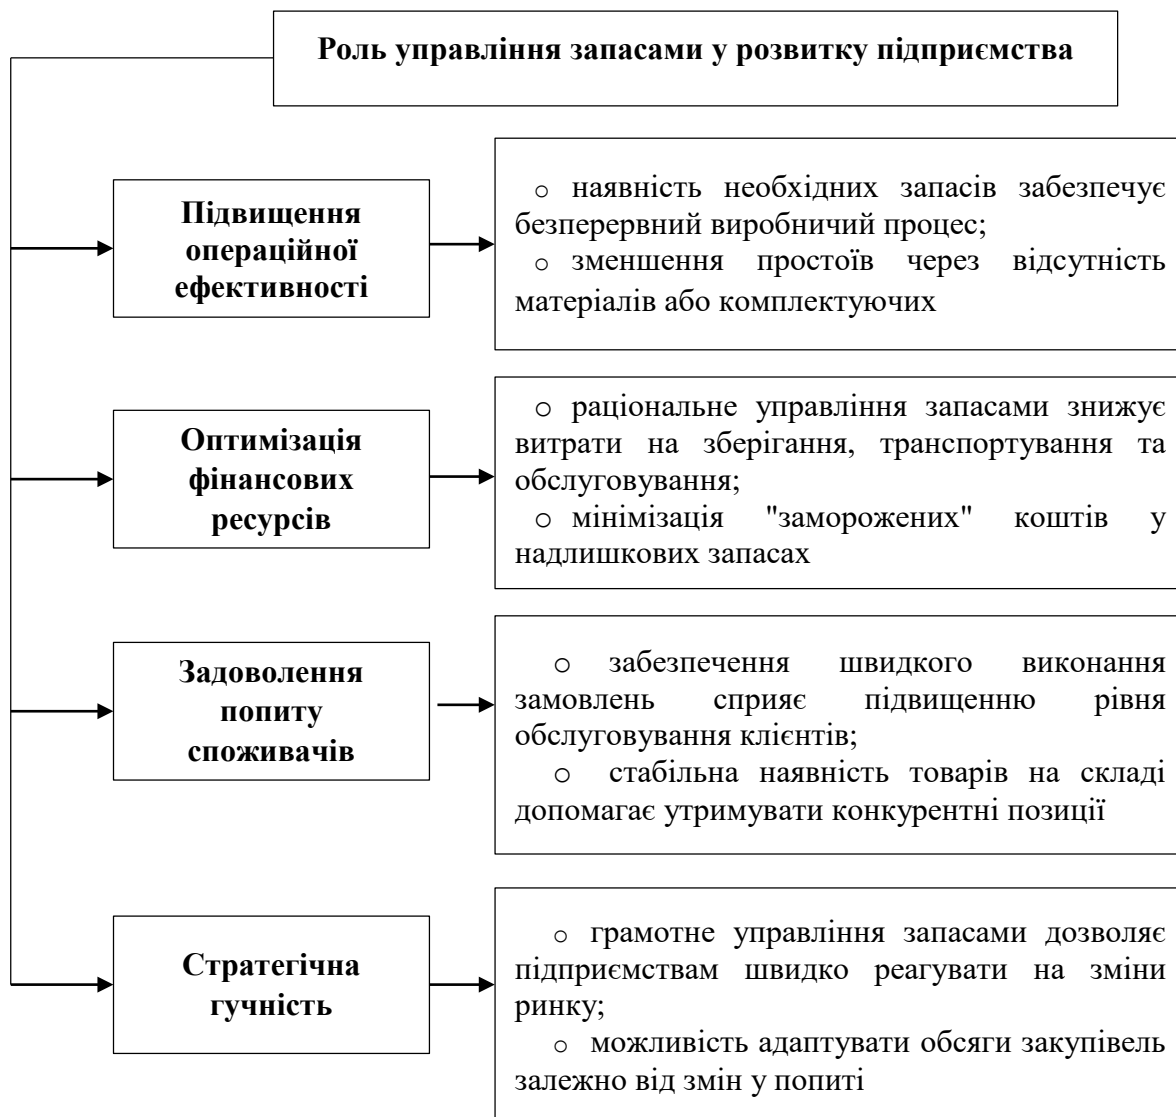 Роль управління запасами у розвитку підприємства
Підвищення
операційної
ефективності
○ наявність необхідних запасів забезпечує
безперервний виробничий процес;
○ зменшення простоїв через відсутність
матеріалів або комплектуючих
Оптимізація
фінансових
ресурсів
○ раціональне управління запасами знижує
витрати на зберігання, транспортування та
обслуговування;
○ мінімізація "заморожених" коштів у
надлишкових запасах
Задоволення
попиту
споживачів
○ забезпечення швидкого виконання
замовлень сприяє підвищенню рівня
обслуговування клієнтів;
○ стабільна наявність товарів на складі
допомагає утримувати конкурентні позиції
Стратегічна
гучність
○ грамотне управління запасами дозволяє
підприємствам швидко реагувати на зміни
ринку;
○ можливість адаптувати обсяги закупівель
залежно від змін у попиті